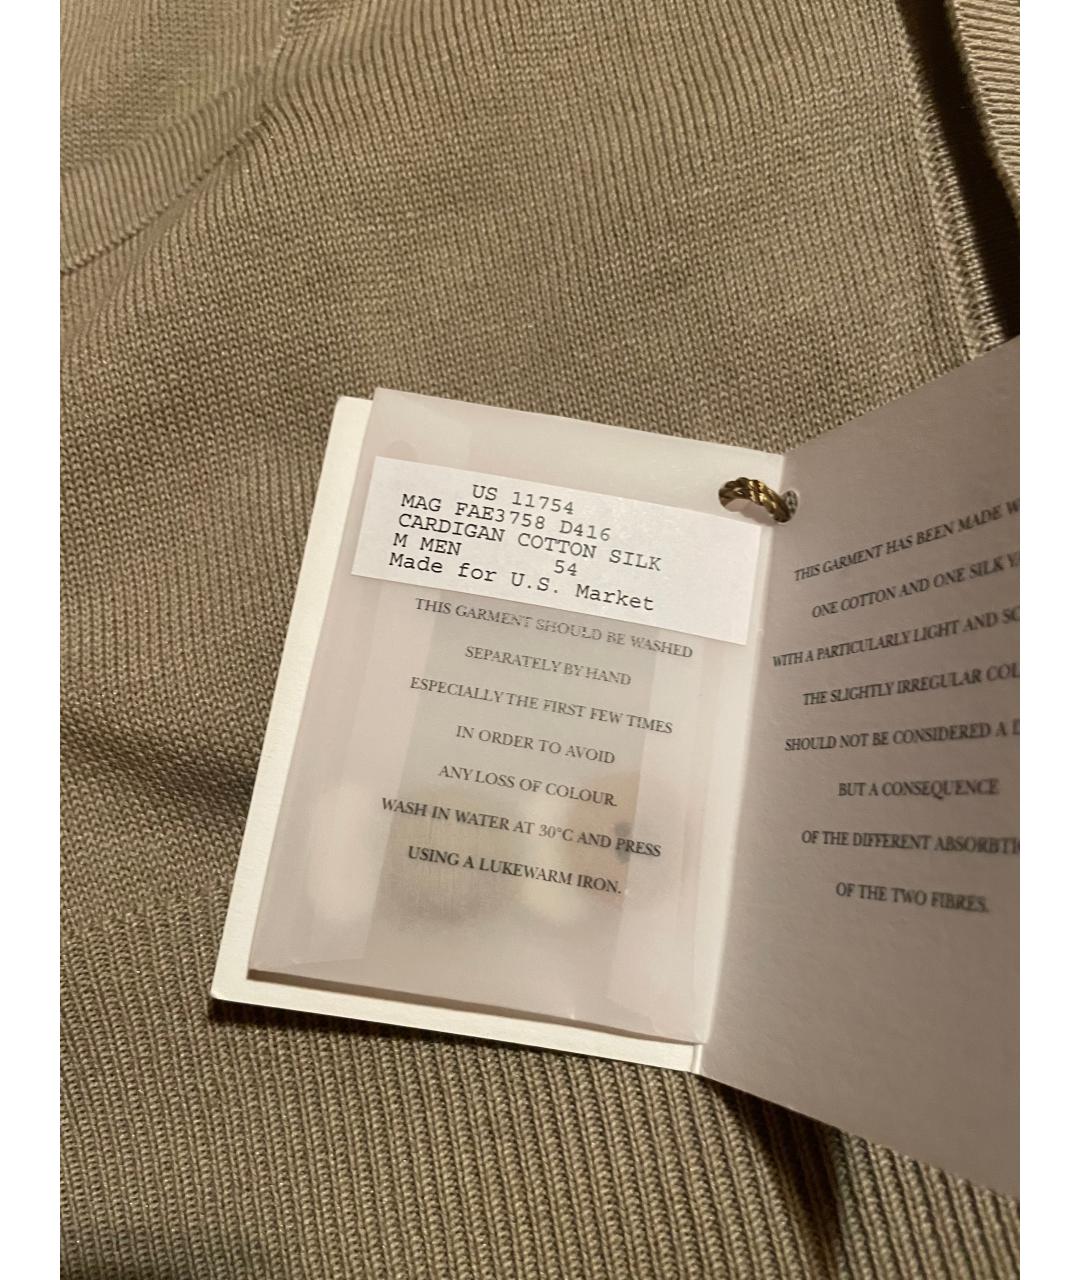 US 11754
MAG FAE3758 D416
CARDIGAN COTTON SILK
M MEN 54
Made for U.S. Market
THIS GARMENT SHOULD BE WASHED
SEPARATELY BY HAND
ESPECIALLY THE FIRST FEW TIMES
IN ORDER TO AVOID
ANY LOSS OF COLOUR.
WASH IN WATER AT 30°C AND PRESS
USING A LUKEWARM IRON.
THIS GARMENT HAS BEEN MADE
ONE COTTON AND ONE SILK
WITH A PARTICULARLY LIGHT AND
THE SLIGHTLY IRREGULAR
SHOULD NOT BE CONSIDERED A
BUT A CONSEQUENCE
OF THE DIFFERENT
OF THE TWO FIBRES.